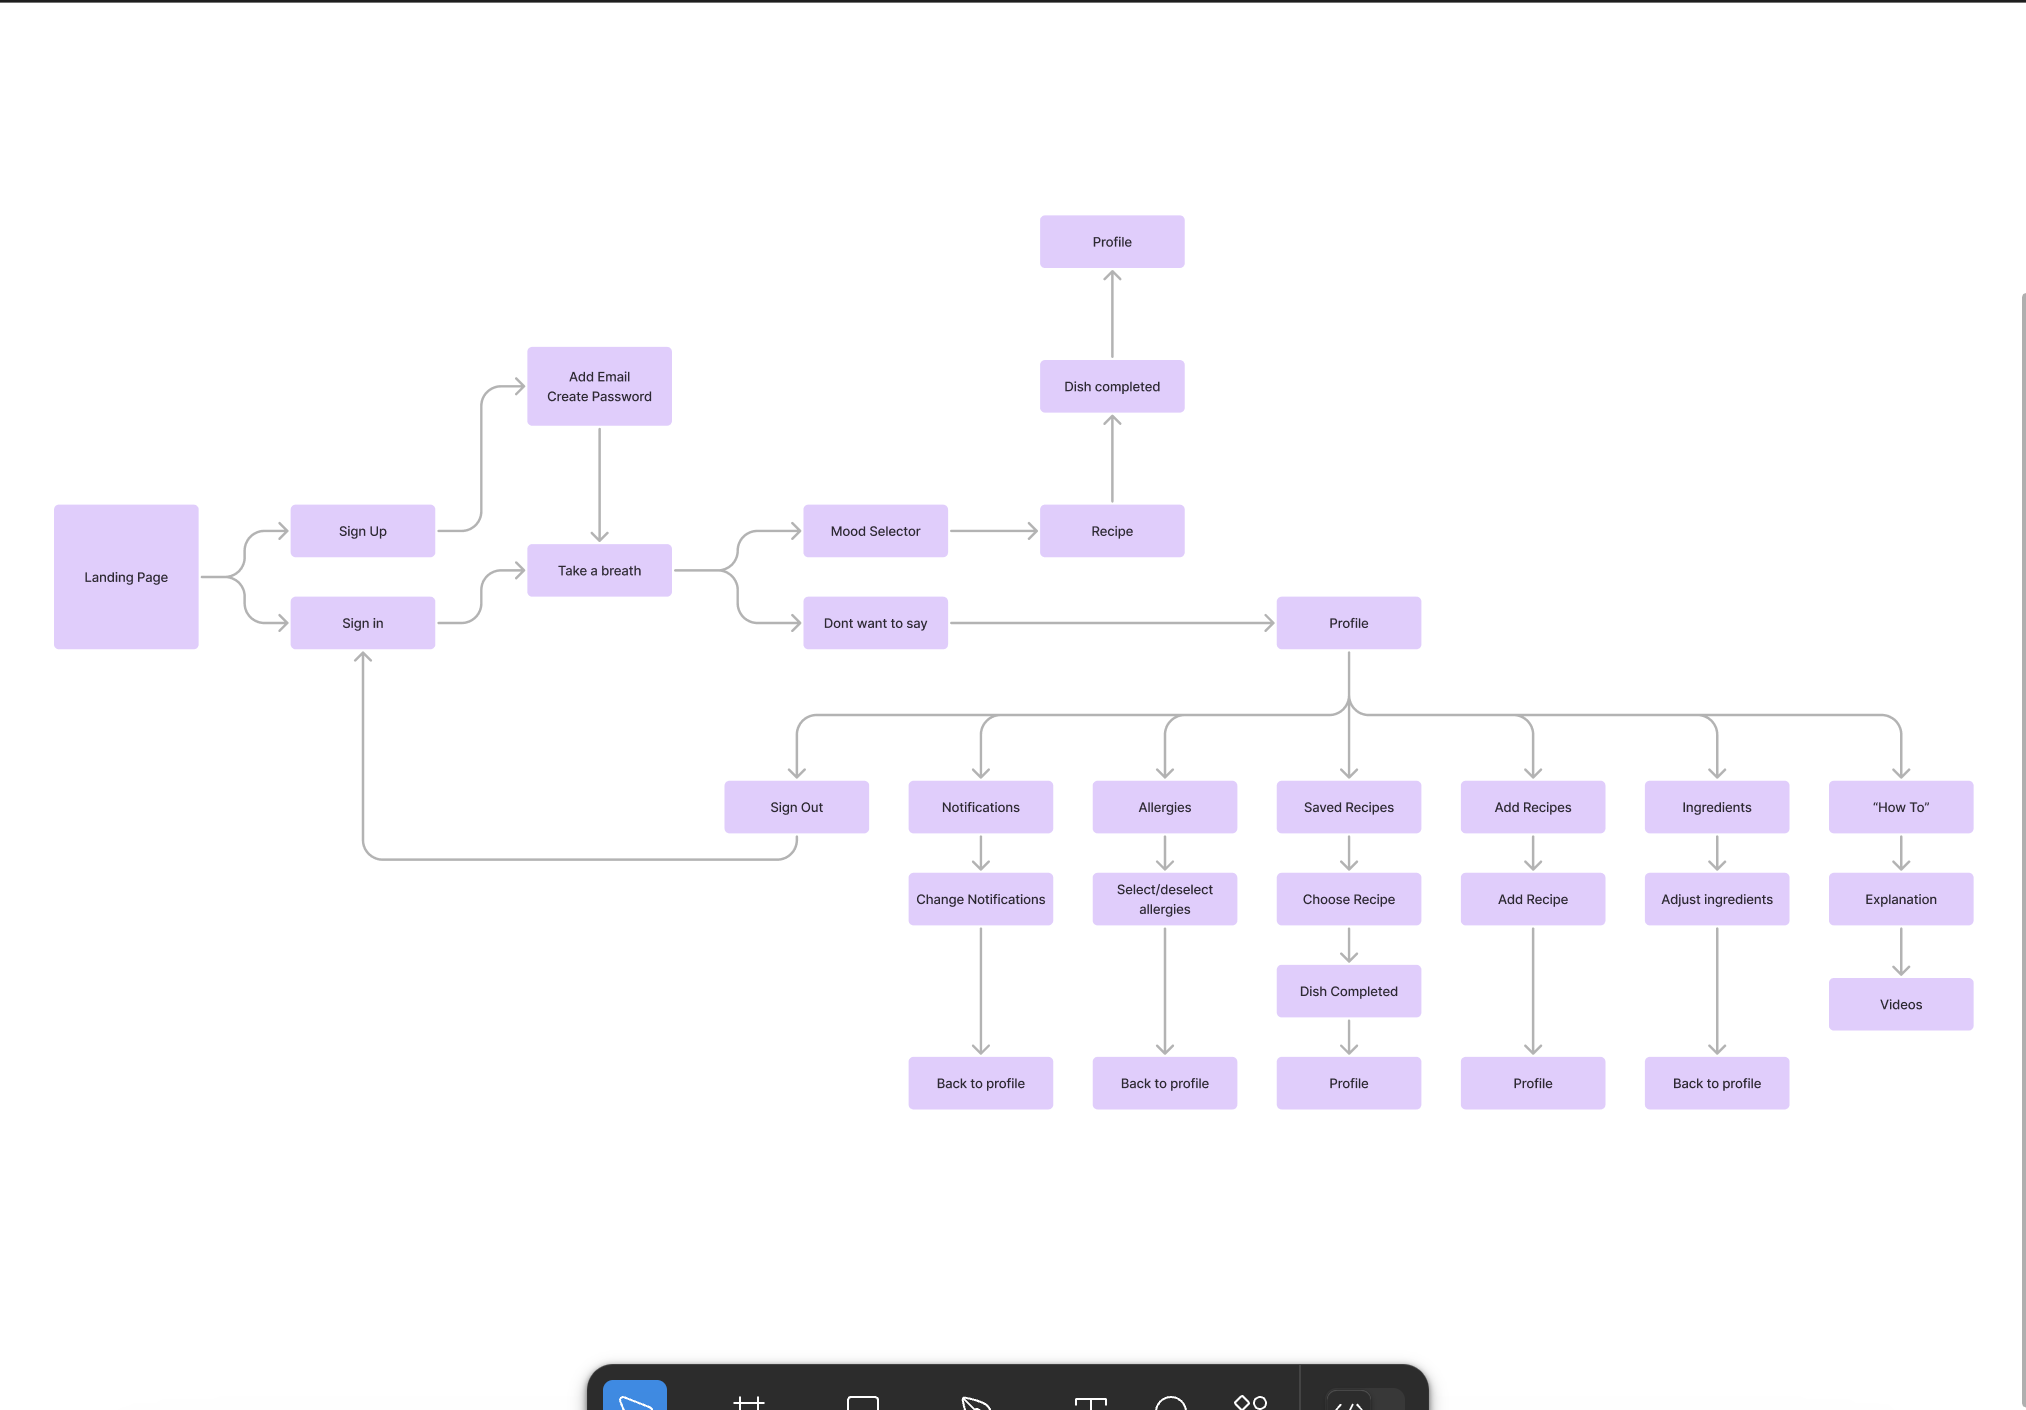 Profile
Dish completed
Add Email
Create Password
Landing Page
Sign Up
Sign in
Take a breath
Mood Selector
Recipe
Dont want to say
Profile
Sign Out
Notifications
Allergies
Saved Recipes
Add Recipes
Ingredients
“How To”
Change Notifications
Select/deselect
allergies
Choose Recipe
Add Recipe
Adjust ingredients
Explanation
Dish Completed
Videos
Back to profile
Back to profile
Profile
Profile
Back to profile